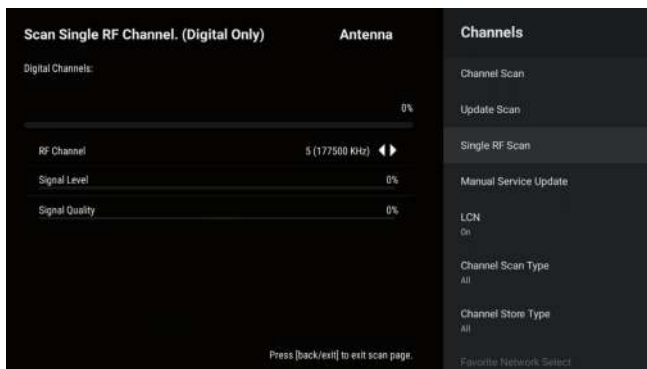 Scan Single RF Channel. (Digital Only) Antenna
Digital Channels:
0%
RF Channel 5 (177500 KHz)
Signal Level 0%
Signal Quality 0%
Press [back/exit] to exit scan page.
Channels
Channel Scan
Update Scan
Single RF Scan
Manual Service Update
LCN
On
Channel Scan Type
All
Channel Store Type
All
Favorite Network Select